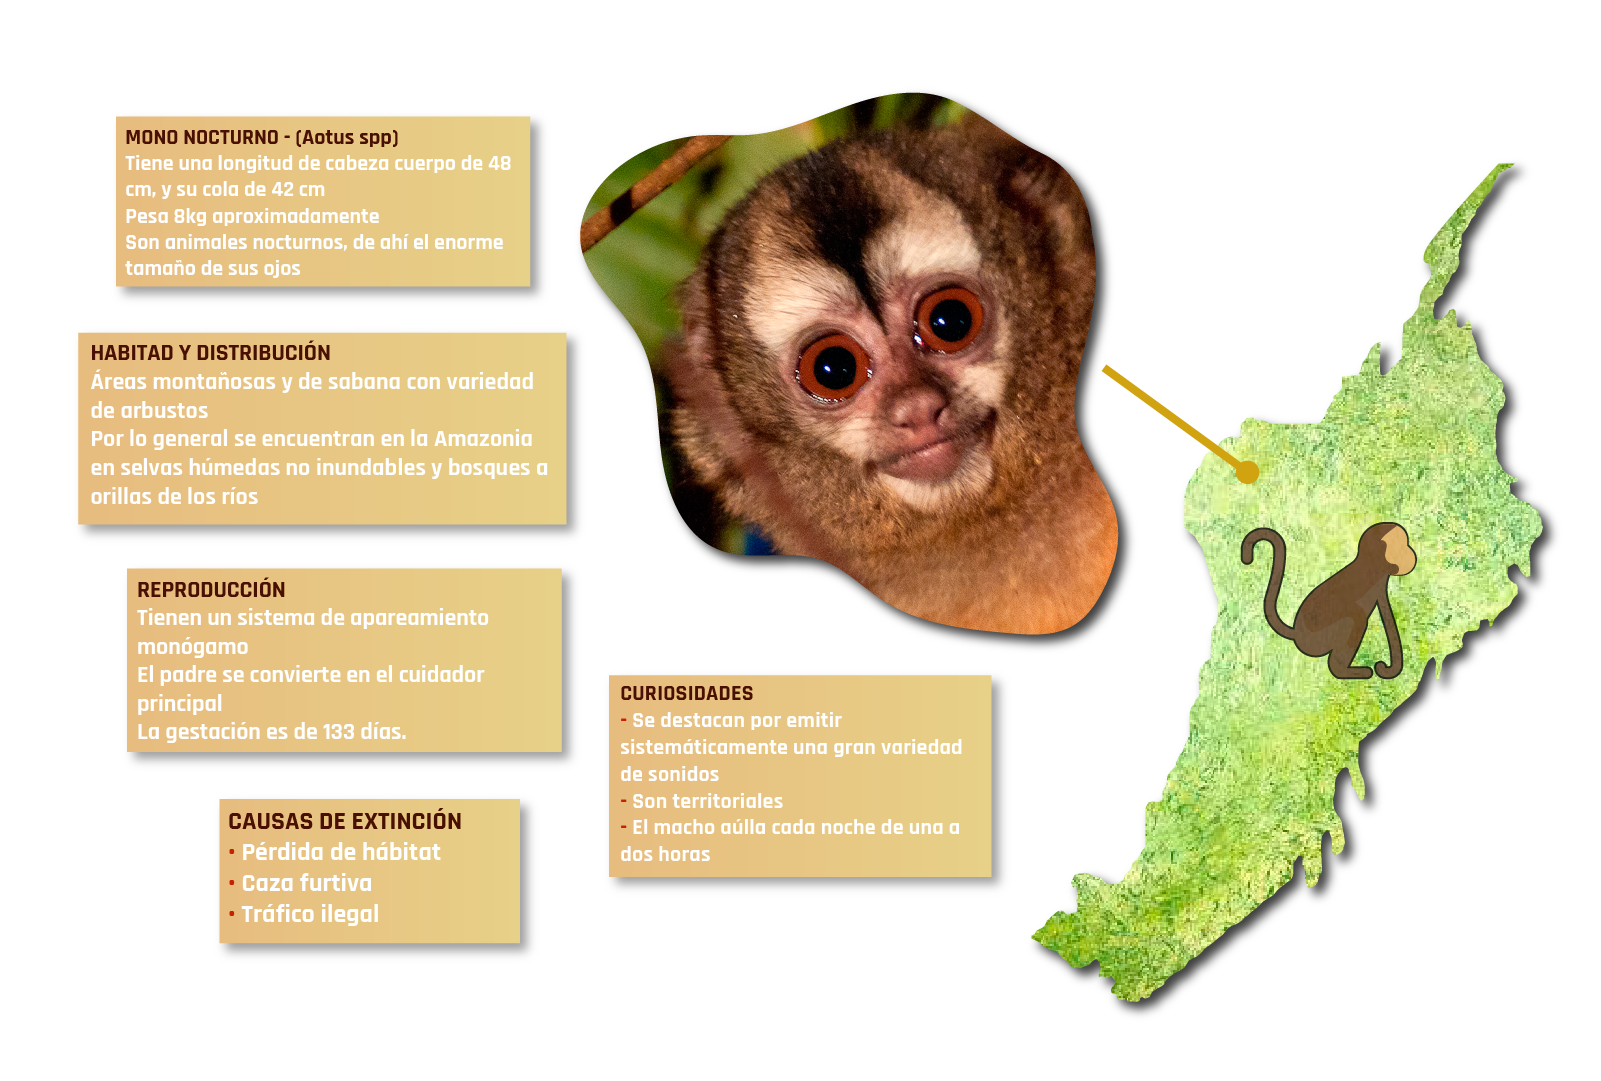 MONO NOCTURNO - (Aotus spp)
Tiene una longitud de cabeza cuerpo de 48
cm, y su cola de 42 cm
Pesa 8kg aproximadamente
Son animales nocturnos, de ahí el enorme
tamaño de sus ojos
HABITAD Y DISTRIBUCIÓN
Áreas montañosas y de sabana con variedad
de arbustos
Por lo general se encuentran en la Amazonia
en selvas húmedas no inundables y bosques a
orillas de los ríos
REPRODUCCIÓN
Tienen un sistema de apareamiento
monógamo
El padre se convierte en el cuidador
principal
La gestación es de 133 días.
CAUSAS DE EXTINCIÓN
• Pérdida de hábitat
• Caza furtiva
• Tráfico ilegal
CURIOSIDADES
- Se destacan por emitir
sistemáticamente una gran variedad
de sonidos
- Son territoriales
- El macho aúlla cada noche de una a
dos horas